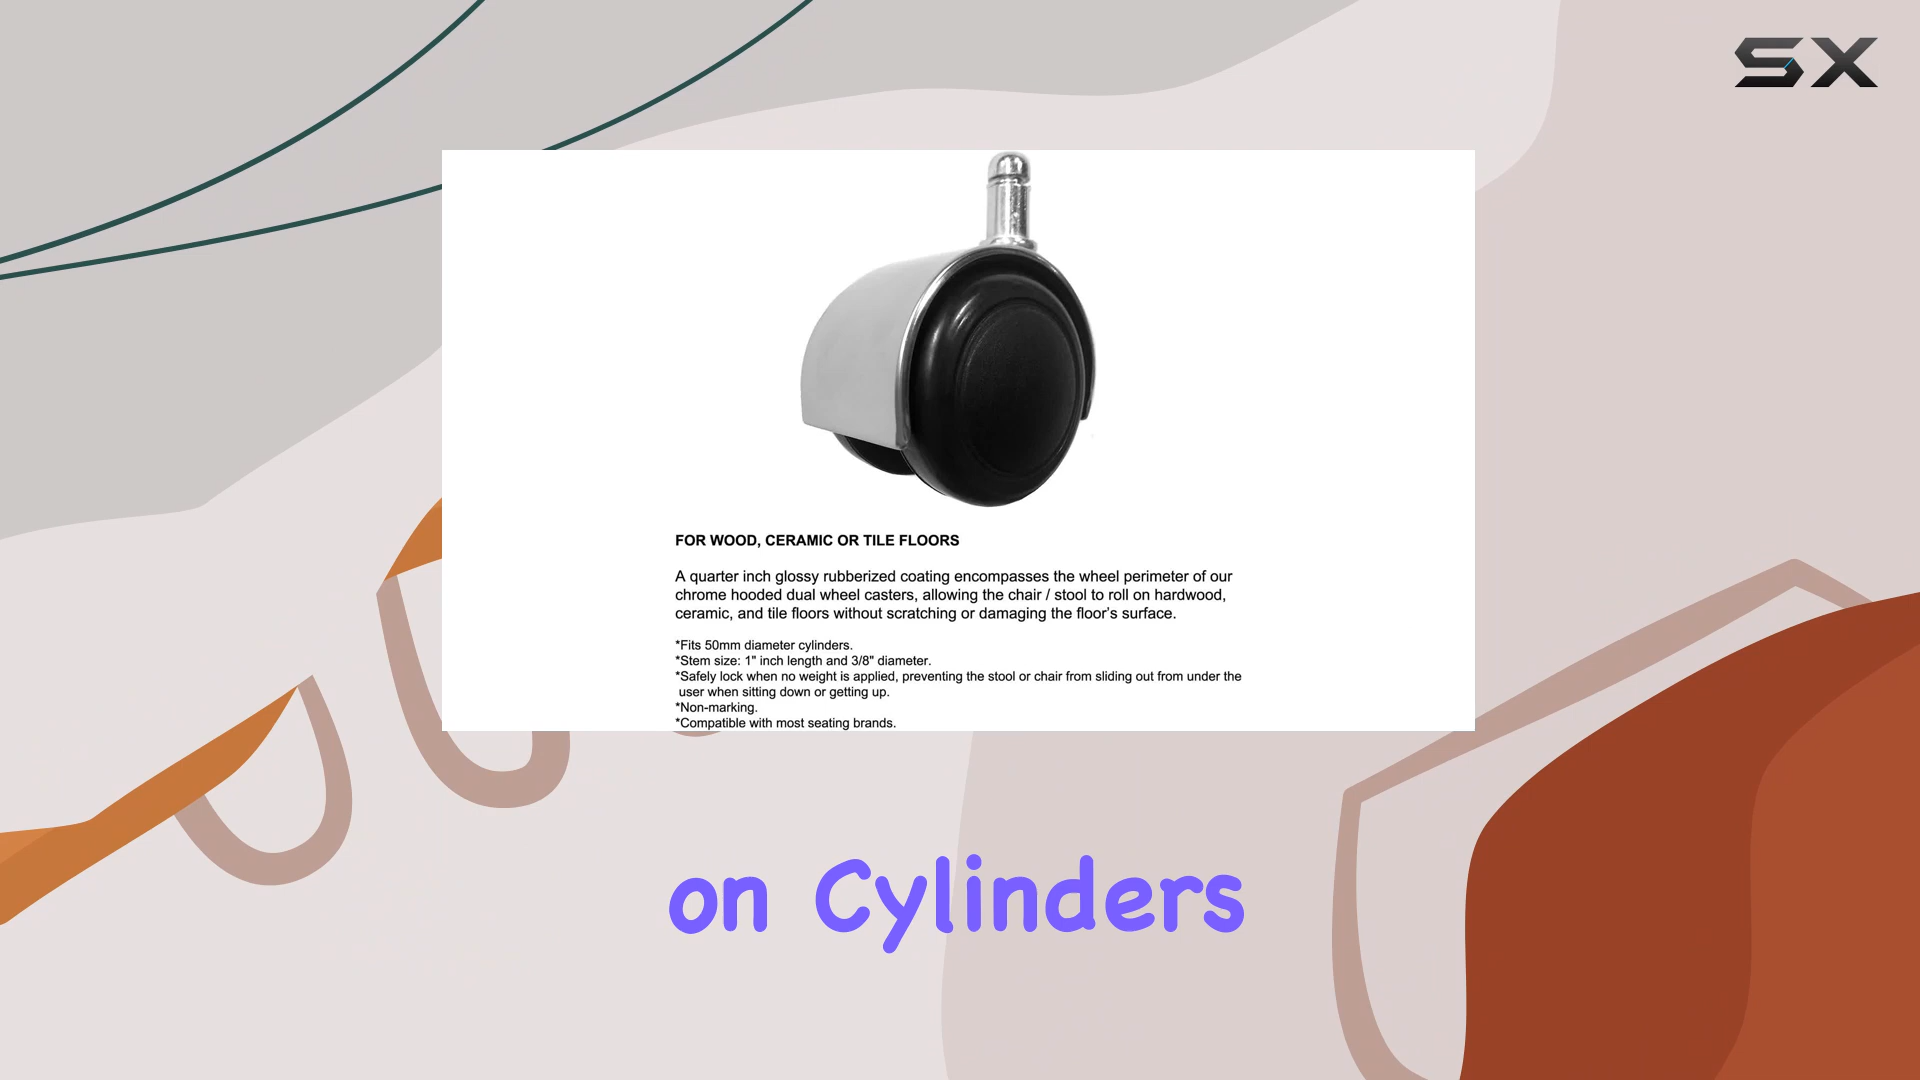 SX
FOR WOOD, CERAMIC OR TILE FLOORS
A quarter inch glossy rubberized coating encompasses the wheel perimeter of our
chrome hooded dual wheel casters, allowing the chair / stool to roll on hardwood,
ceramic, and tile floors without scratching or damaging the floor's surface.
*Fits 50mm diameter cylinders.
*Stem size: 1" inch length and 3/8" diameter.
*Safely lock when no weight is applied, preventing the stool or chair from sliding out from under the
user when sitting down or getting up.
*Non-marking.
*Compatible with most seating brands.
on Cylinders